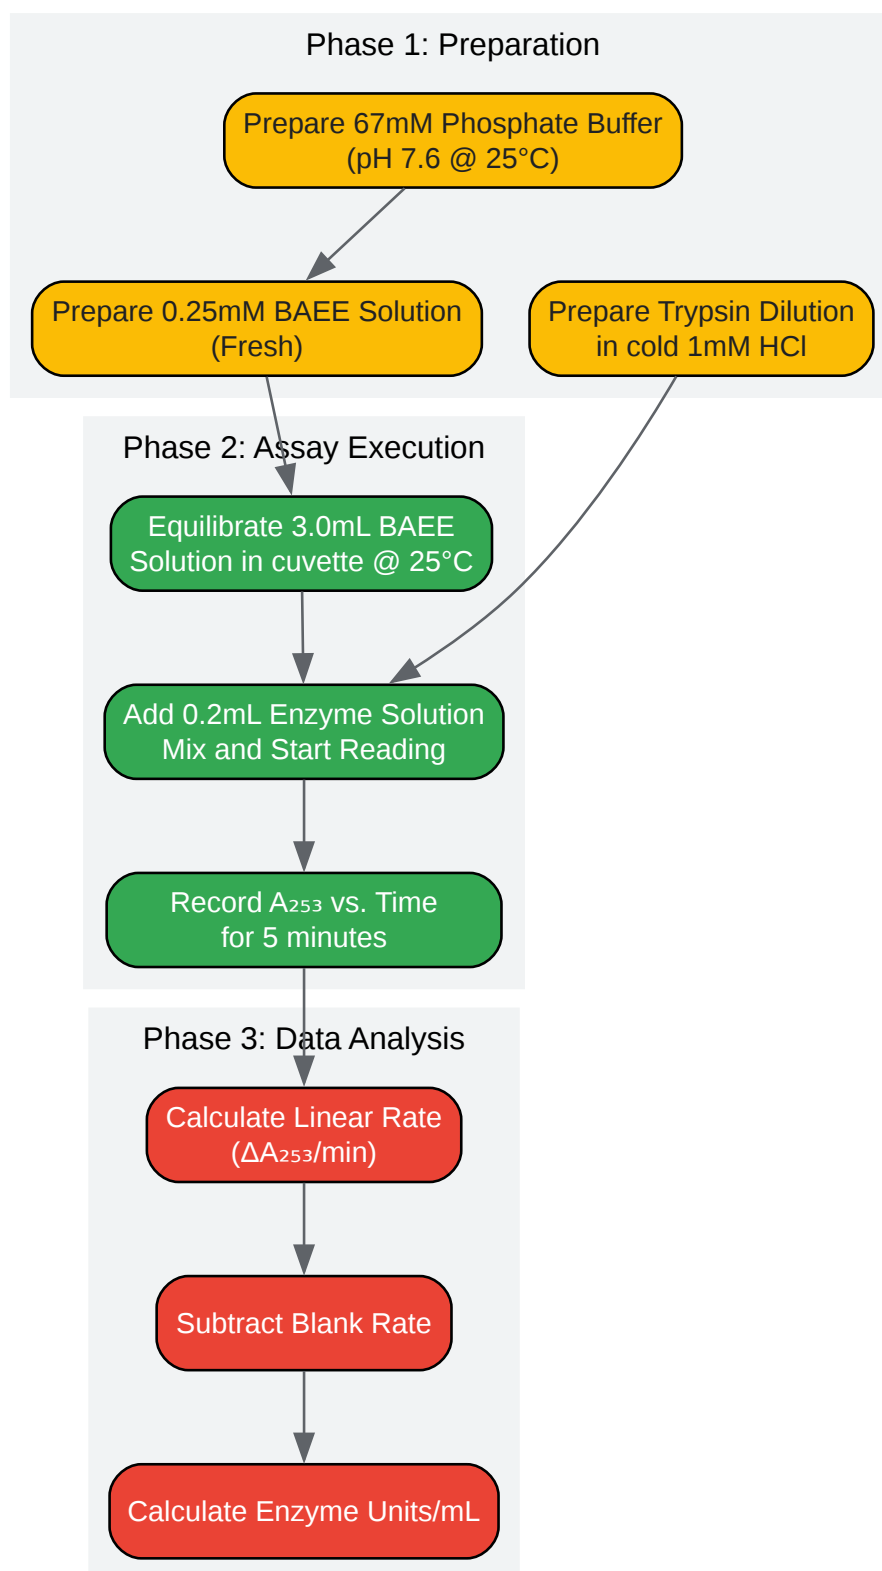 Phase 1: Preparation
Prepare 67mM Phosphate Buffer
(pH 7.6 @ 25°C)
Prepare 0.25mM BAEE Solution
(Fresh)
Prepare Trypsin Dilution
in cold 1mM HCl
Phase 2: Assay Execution
Equilibrate 3.0mL BAEE
Solution in cuvette @ 25°C
Add 0.2mL Enzyme Solution
Mix and Start Reading
Record A₂₅₃ vs. Time
for 5 minutes
Phase 3: Data Analysis
Calculate Linear Rate
(ΔA₂₅₃/min)
Subtract Blank Rate
Calculate Enzyme Units/mL